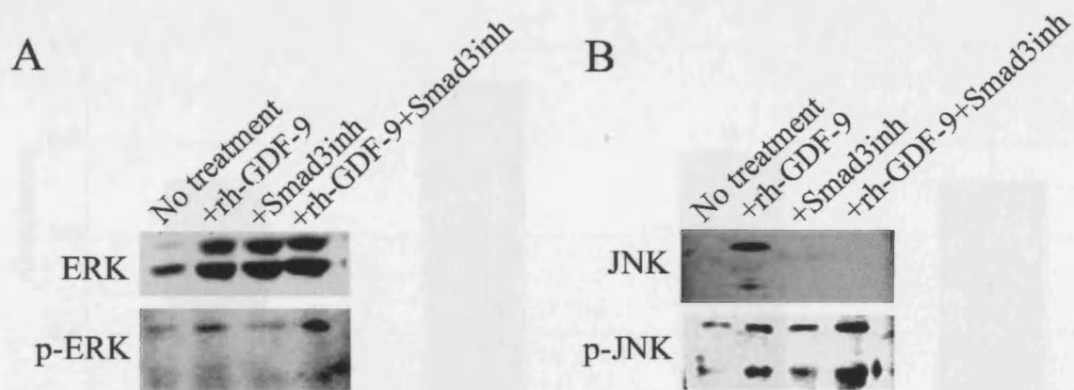 A
No treatment
+rh-GDF-9
+Smad3inh
+rh-GDF-9+Smad3inh
ERK
p-ERK
B
No treatment
+rh-GDF-9
+Smad3inh
+rh-GDF-9+Smad3inh
JNK
p-JNK